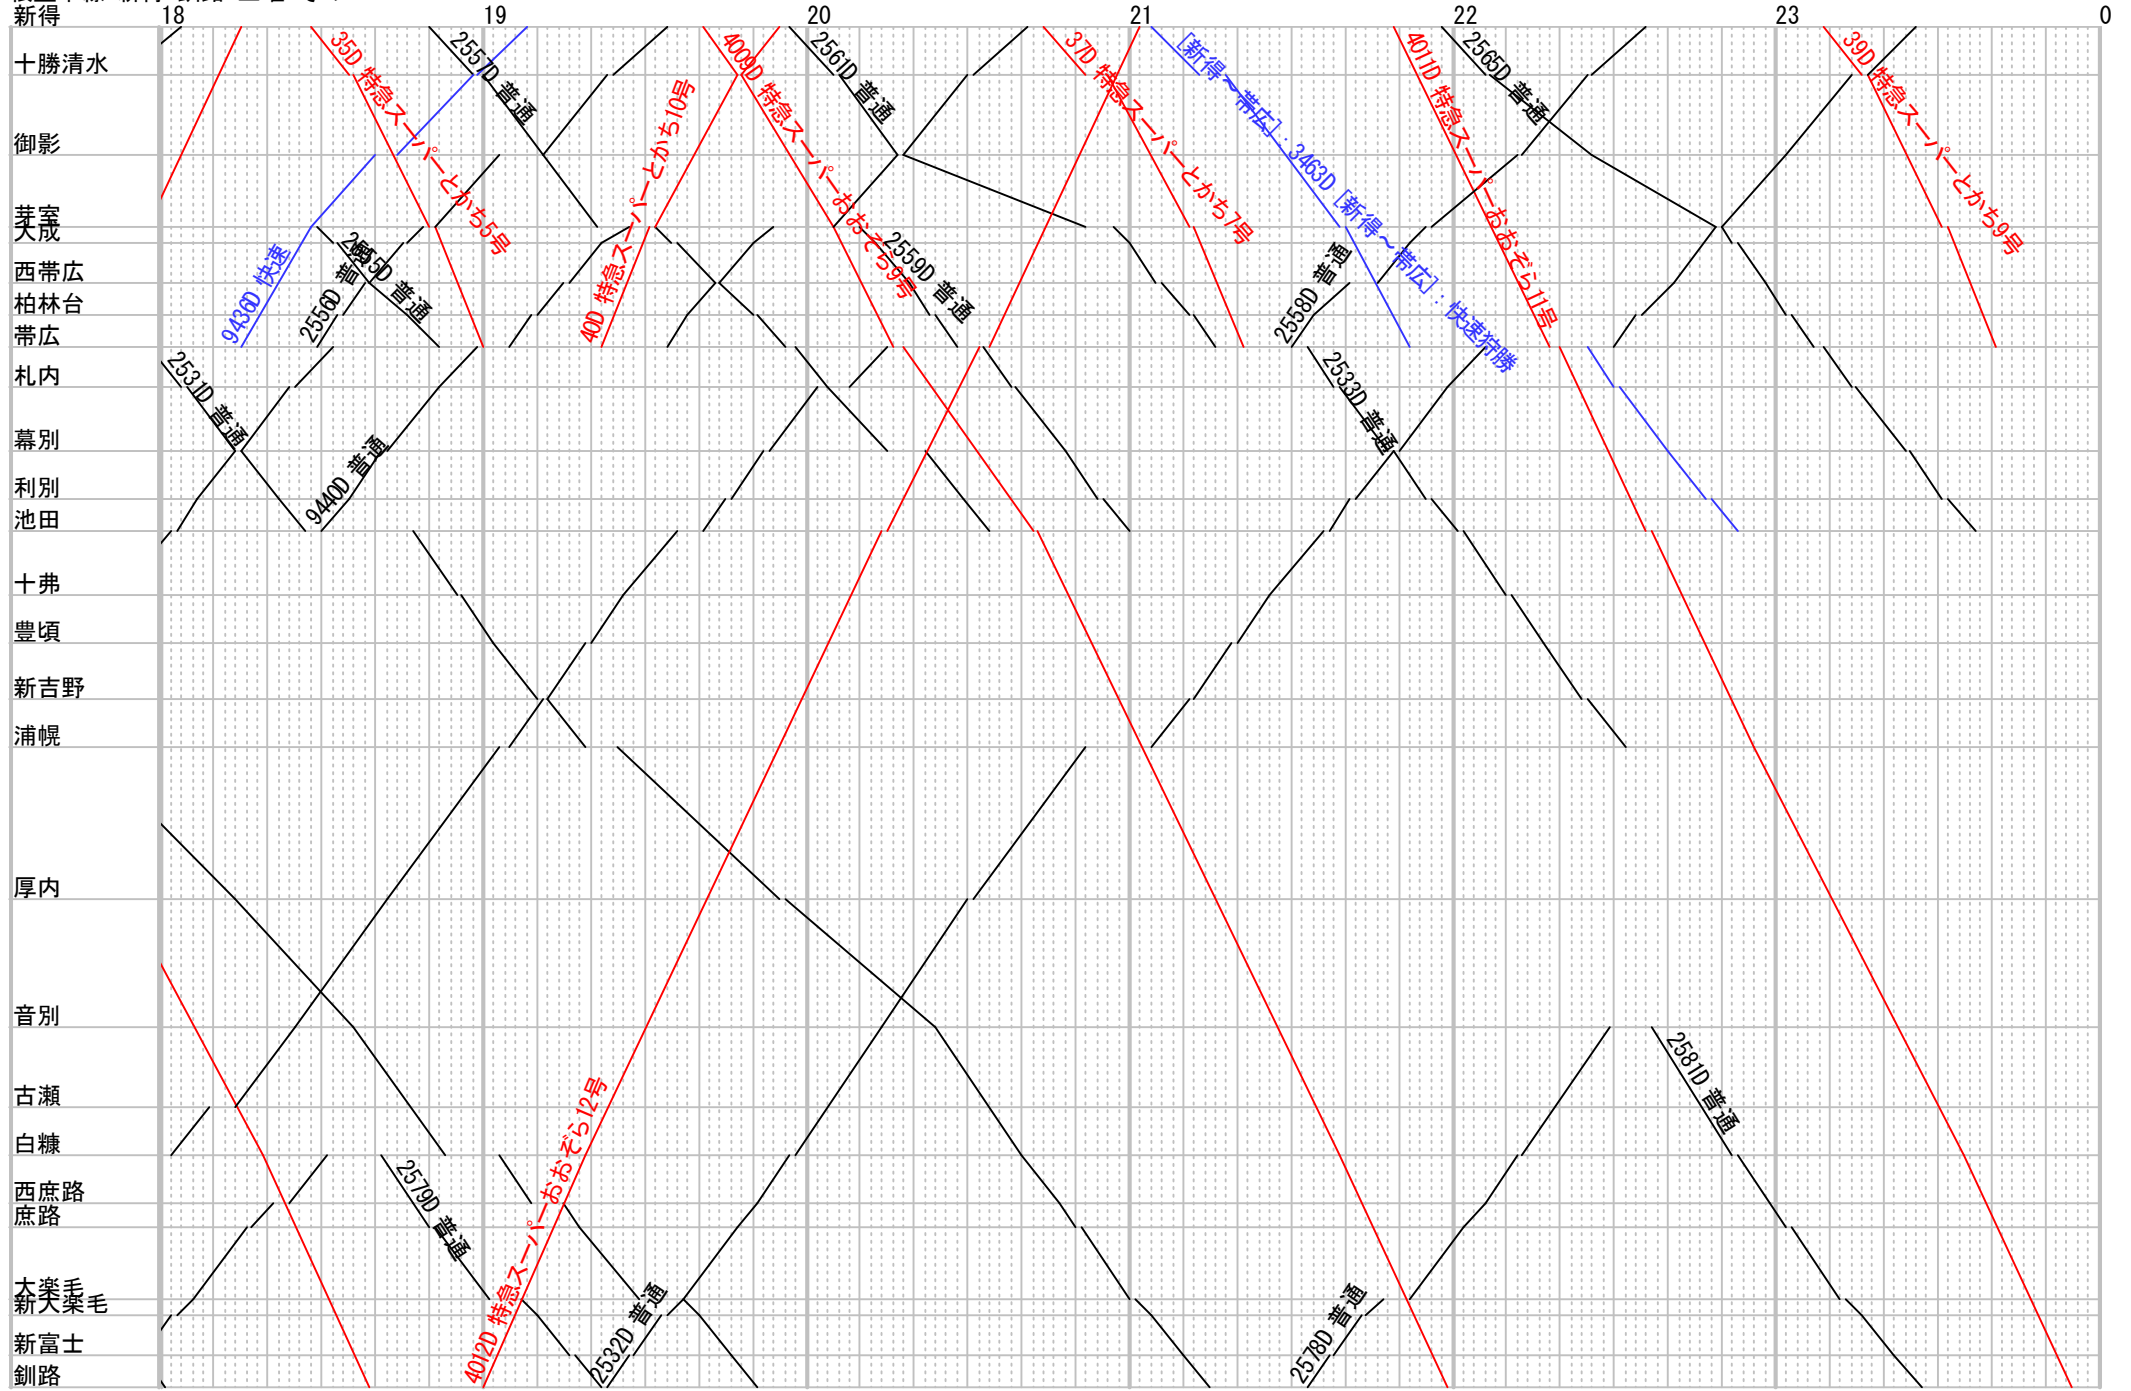 新得
18 19 20 21 22 23 0
十勝清水
御影
芽室
大成
西帯広
柏林台
帯広
札内
幕別
利別
池田
十弗
豊頃
新吉野
浦幌
厚内
音別
古瀬
白糠
西庶路
庶路
大楽毛
新大楽毛
新富士
釧路
35D 特急スーパーとかち5号
2557D 普通
40D 特急スーパーとかち10号
4009D 特急スーパーおおぞら9号
2561D 普通
37D 特急スーパーとかち7号
[新得～帯広]:3463D [新得～帯広]:快速狩勝
4011D 特急スーパーおおぞら11号
2565D 普通
39D 特急スーパーとかち9号
9436D 快速
2556D 普通
2555D 普通
2559D 普通
2558D 普通
2531D 普通
9440D 普通
2533D 普通
2579D 普通
4012D 特急スーパーおおぞら12号
2532D 普通
2578D 普通
2581D 普通